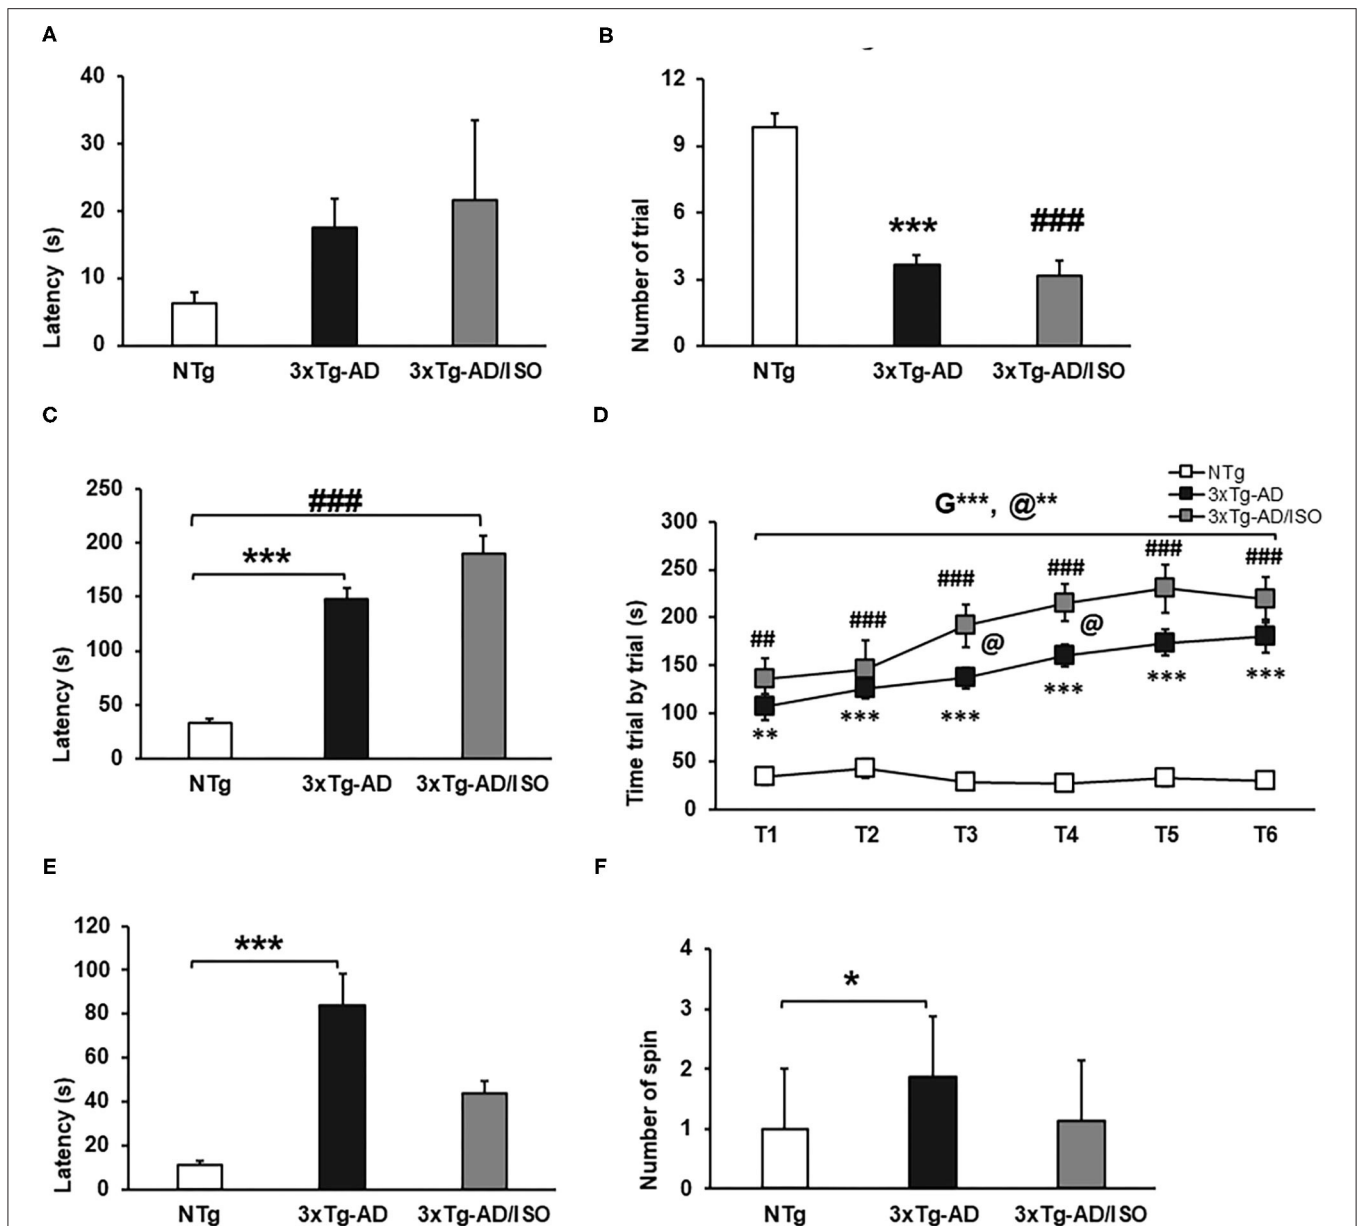 A
40
30
20
10
0
Latency (s)
NTg 3xTg-AD 3xTg-AD/ISO
B
12
9
6
3
0
Number of trial
***
###
NTg 3xTg-AD 3xTg-AD/ISO
C
250
200
150
100
50
0
Latency (s)
###
***
NTg 3xTg-AD 3xTg-AD/ISO
D
NTg
3xTg-AD
3xTg-AD/ISO
G***, @**
300
250
200
150
100
50
0
Time trial by trial (s)
## ### ### ### ### ###
@ @
** *** *** *** *** ***
T1 T2 T3 T4 T5 T6
E
120
100
80
60
40
20
0
Latency (s)
***
NTg 3xTg-AD 3xTg-AD/ISO
F
4
3
2
1
0
Number of spin
*
NTg 3xTg-AD 3xTg-AD/ISO